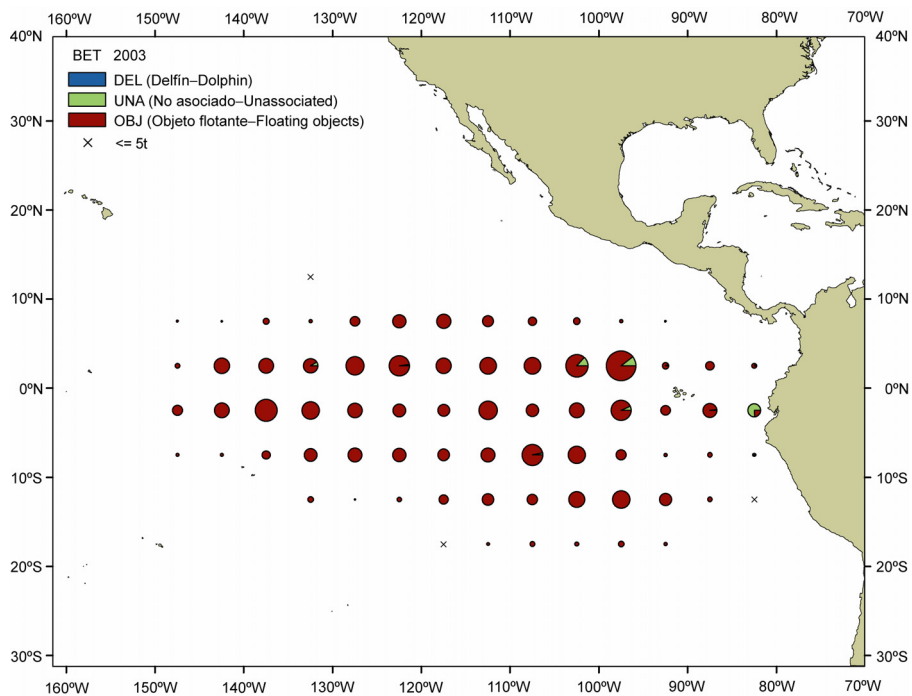 160ºW 150ºW 140ºW 130ºW 120ºW 110ºW 100ºW 90ºW 80ºW 70ºW
40ºN 40ºN
BET 2003
DEL (Delfín–Dolphin)
UNA (No asociado–Unassociated)
OBJ (Objeto flotante–Floating objects)
<= 5t
30ºN 30ºN
20ºN 20ºN
10ºN 10ºN
0ºN 0ºN
10ºS 10ºS
20ºS 20ºS
30ºS 30ºS
160ºW 150ºW 140ºW 130ºW 120ºW 110ºW 100ºW 90ºW 80ºW 70ºW